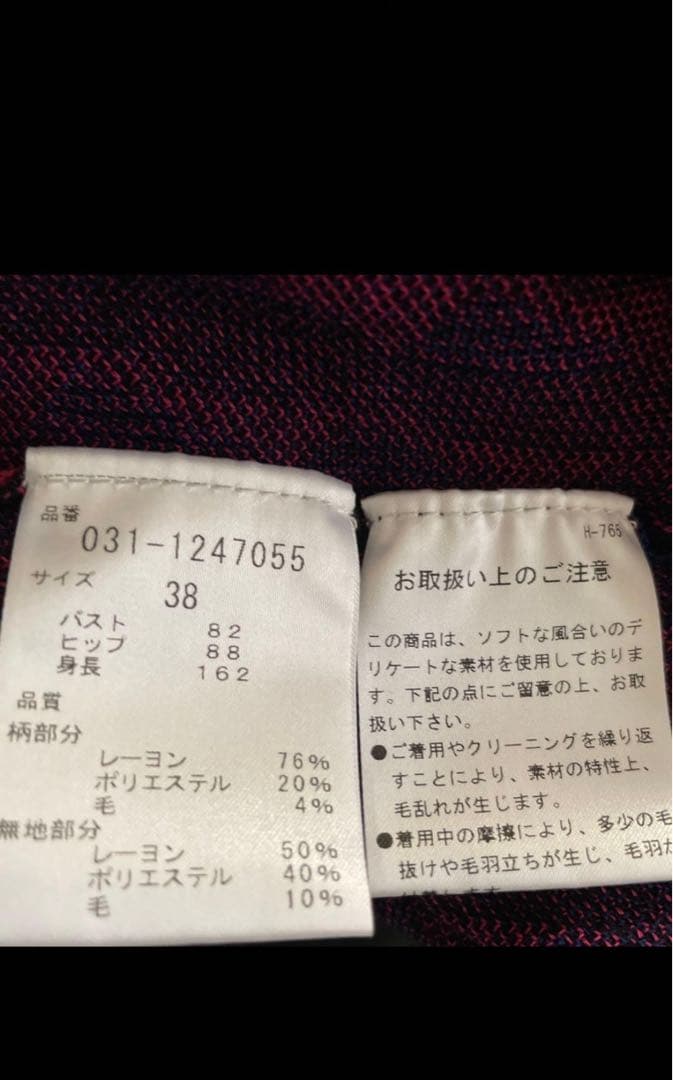 品番
031-1247055
サイズ
38
バスト 82
ヒップ 88
身長 162
品質
柄部分
レーヨン 76%
ポリエステル 20%
毛 4%
無地部分
レーヨン 50%
ポリエステル 40%
毛 10%
H-765
お取扱い上のご注意
この商品は、ソフトな風合いのデ
リケートな素材を使用しておりま
す。下記の点にご留意の上、お取
扱い下さい。
●ご着用やクリーニングを繰り返
すことにより、素材の特性上、
毛乱れが生じます。
●着用中の摩擦により、多少の毛
抜けや毛羽立ちが生じ、毛羽が